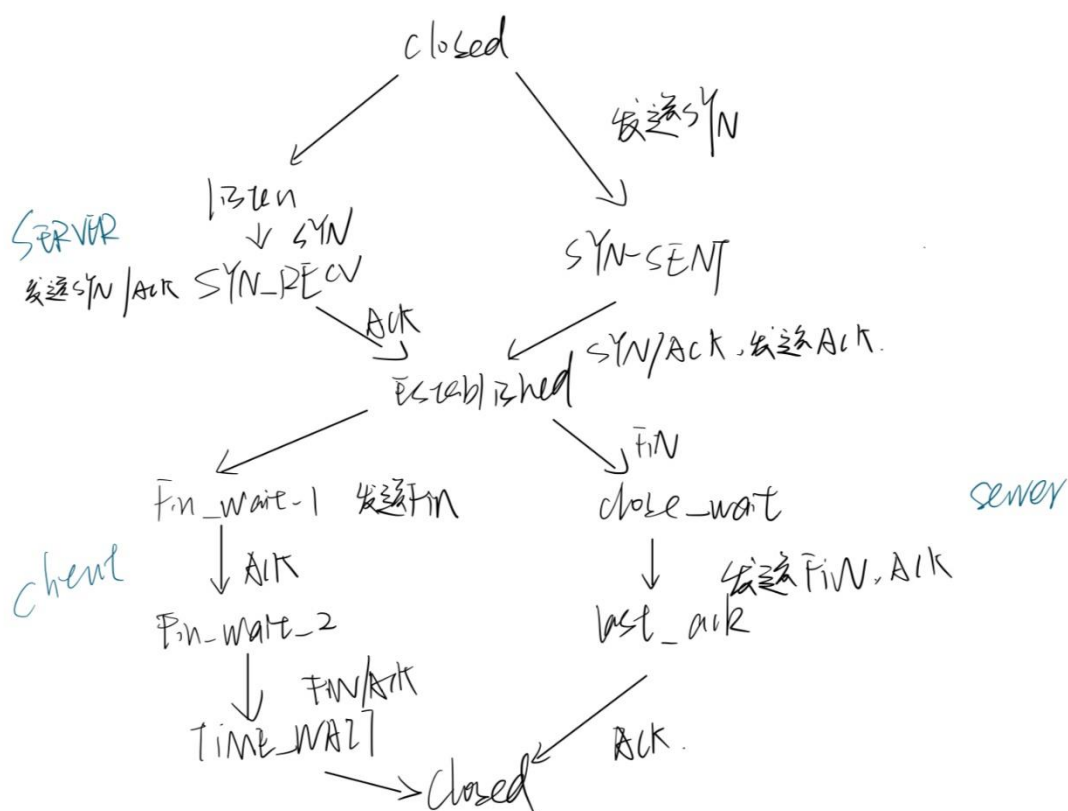 closed
发送SYN
listen
SERVER
SYN
发送SYN/ACK SYN_RECV
SYN-SENT
ACK
SYN/ACK,发送ACK.
Established
FiN
Fin_wait-1 发送Fin
close_wait
server
client
ACK
发送FiN,ACK
Fin_wait_2
last_ack
FIN/ACK
TIME_WAIT
ACK.
Closed